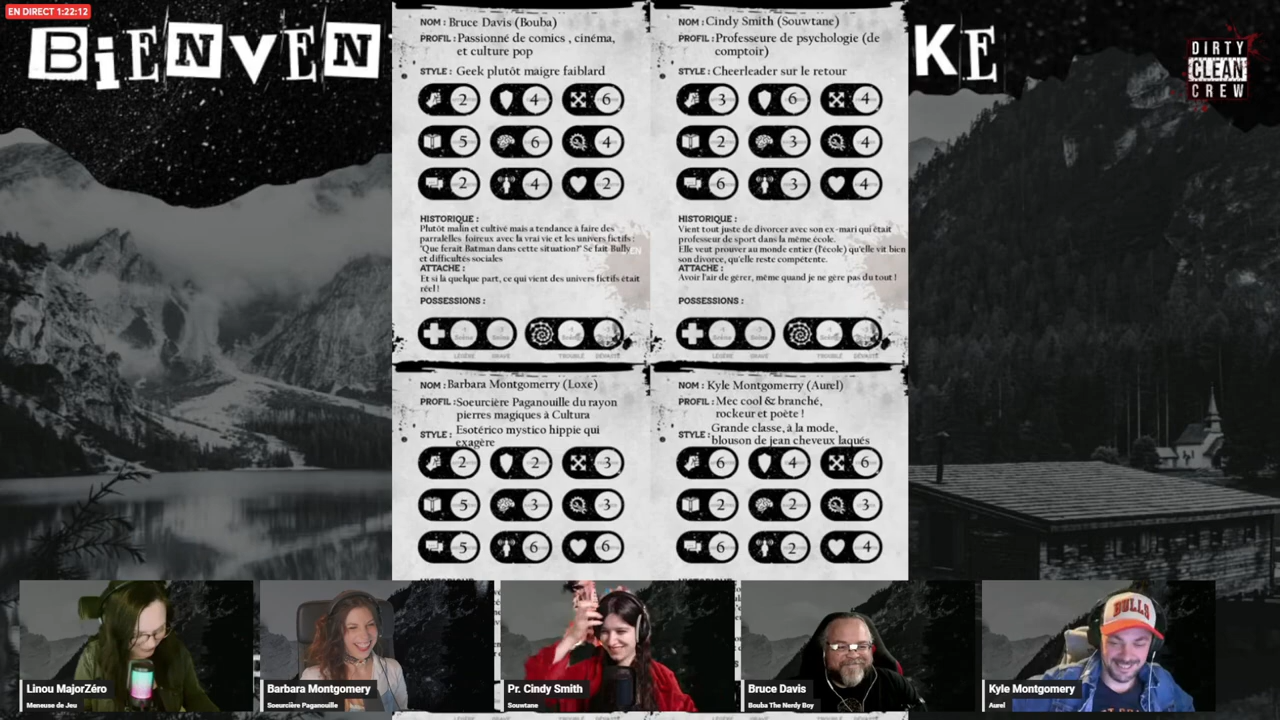 EN DIRECT 1:22:12
BiENVEN
KE
DIRTY
CLEAN
CREW
NOM : Bruce Davis (Bouba)
PROFIL : Passionné de comics , cinéma,
et culture pop
STYLE : Geek plutôt maigre faiblard
2 4 6
5 6 4
2 4 2
HISTORIQUE :
Plutôt malin et cultivé mais a tendance à faire des
parralelles foireux avec la vrai vie et les univers fictifs :
"Que ferait Batman dans cette situation?" Se fait Bully
et difficultés sociales
ATTACHE :
Et si la quelque part, ce qui vient des univers fictifs était
réel !
POSSESSIONS :
LÉGÈRE GRAVE TROUBLÉ DÉVASTÉ
NOM : Cindy Smith (Souwtane)
PROFIL : Professeure de psychologie (de
comptoir)
STYLE : Cheerleader sur le retour
3 6 4
2 3 4
6 3 4
HISTORIQUE :
Vient tout juste de divorcer avec son ex-mari qui était
professeur de sport dans la même école.
Elle veut prouver au monde entier (l'école) qu'elle vit bien
son divorce, qu'elle reste compétente.
ATTACHE :
Avoir l'air de gérer, même quand je ne gère pas du tout !
POSSESSIONS :
LÉGÈRE GRAVE TROUBLÉ DÉVASTÉ
NOM : Barbara Montgomerry (Loxe)
PROFIL : Soeurcière Paganouille du rayon
pierres magiques à Cultura
STYLE : Esotérico mystico hippie qui
exagère
2 2 3
5 3 3
5 6 6
NOM : Kyle Montgomerry (Aurel)
PROFIL : Mec cool & branché,
rockeur et poète !
STYLE : Grande classe, à la mode,
blouson de jean cheveux laqués
6 4 6
2 2 3
6 2 4
BULLS
Linou MajorZéro
Meneuse de Jeu
Barbara Montgomery
Soeurcière Paganouille
Pr. Cindy Smith
Souwtane
Bruce Davis
Bouba The Nerdy Boy
Kyle Montgomery
Aurel